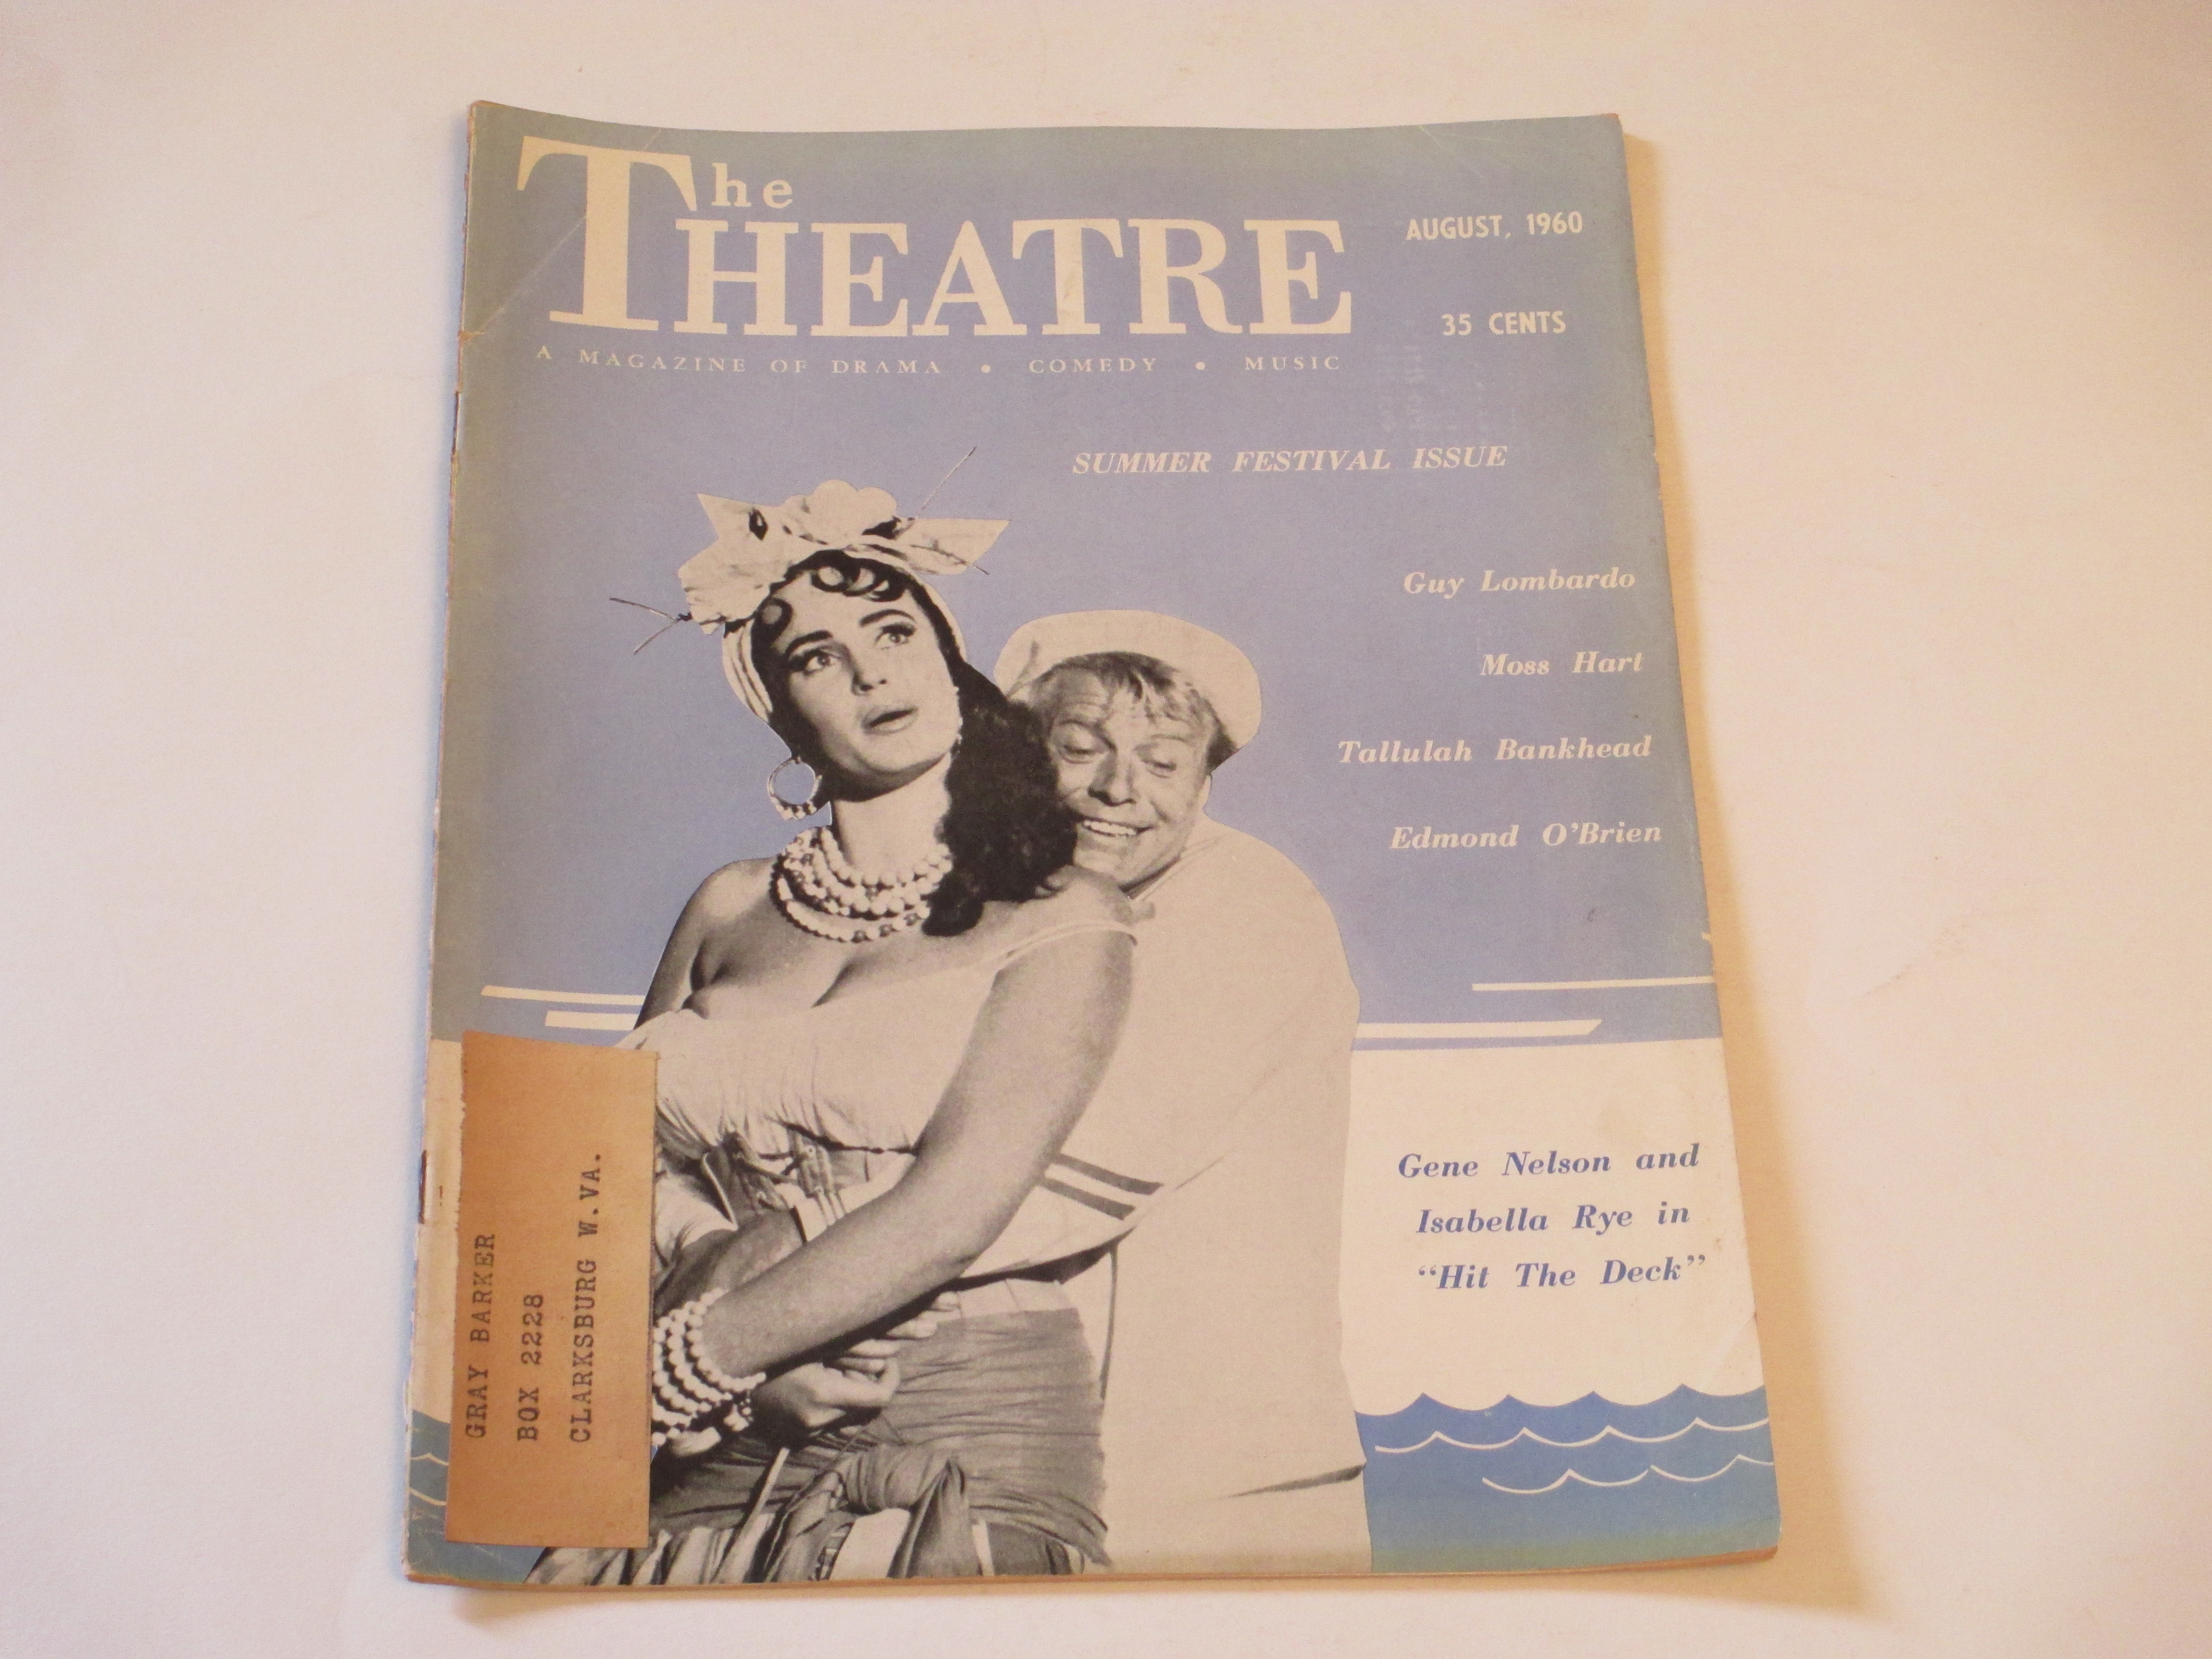 The
THEATRE
A MAGAZINE OF DRAMA • COMEDY • MUSIC
AUGUST, 1960
35 CENTS
SUMMER FESTIVAL ISSUE
Guy Lombardo
Moss Hart
Tallulah Bankhead
Edmond O'Brien
Gene Nelson and
Isabella Rye in
“Hit The Deck”
GRAY BARKER
BOX 2228
CLARKSBURG W.VA.